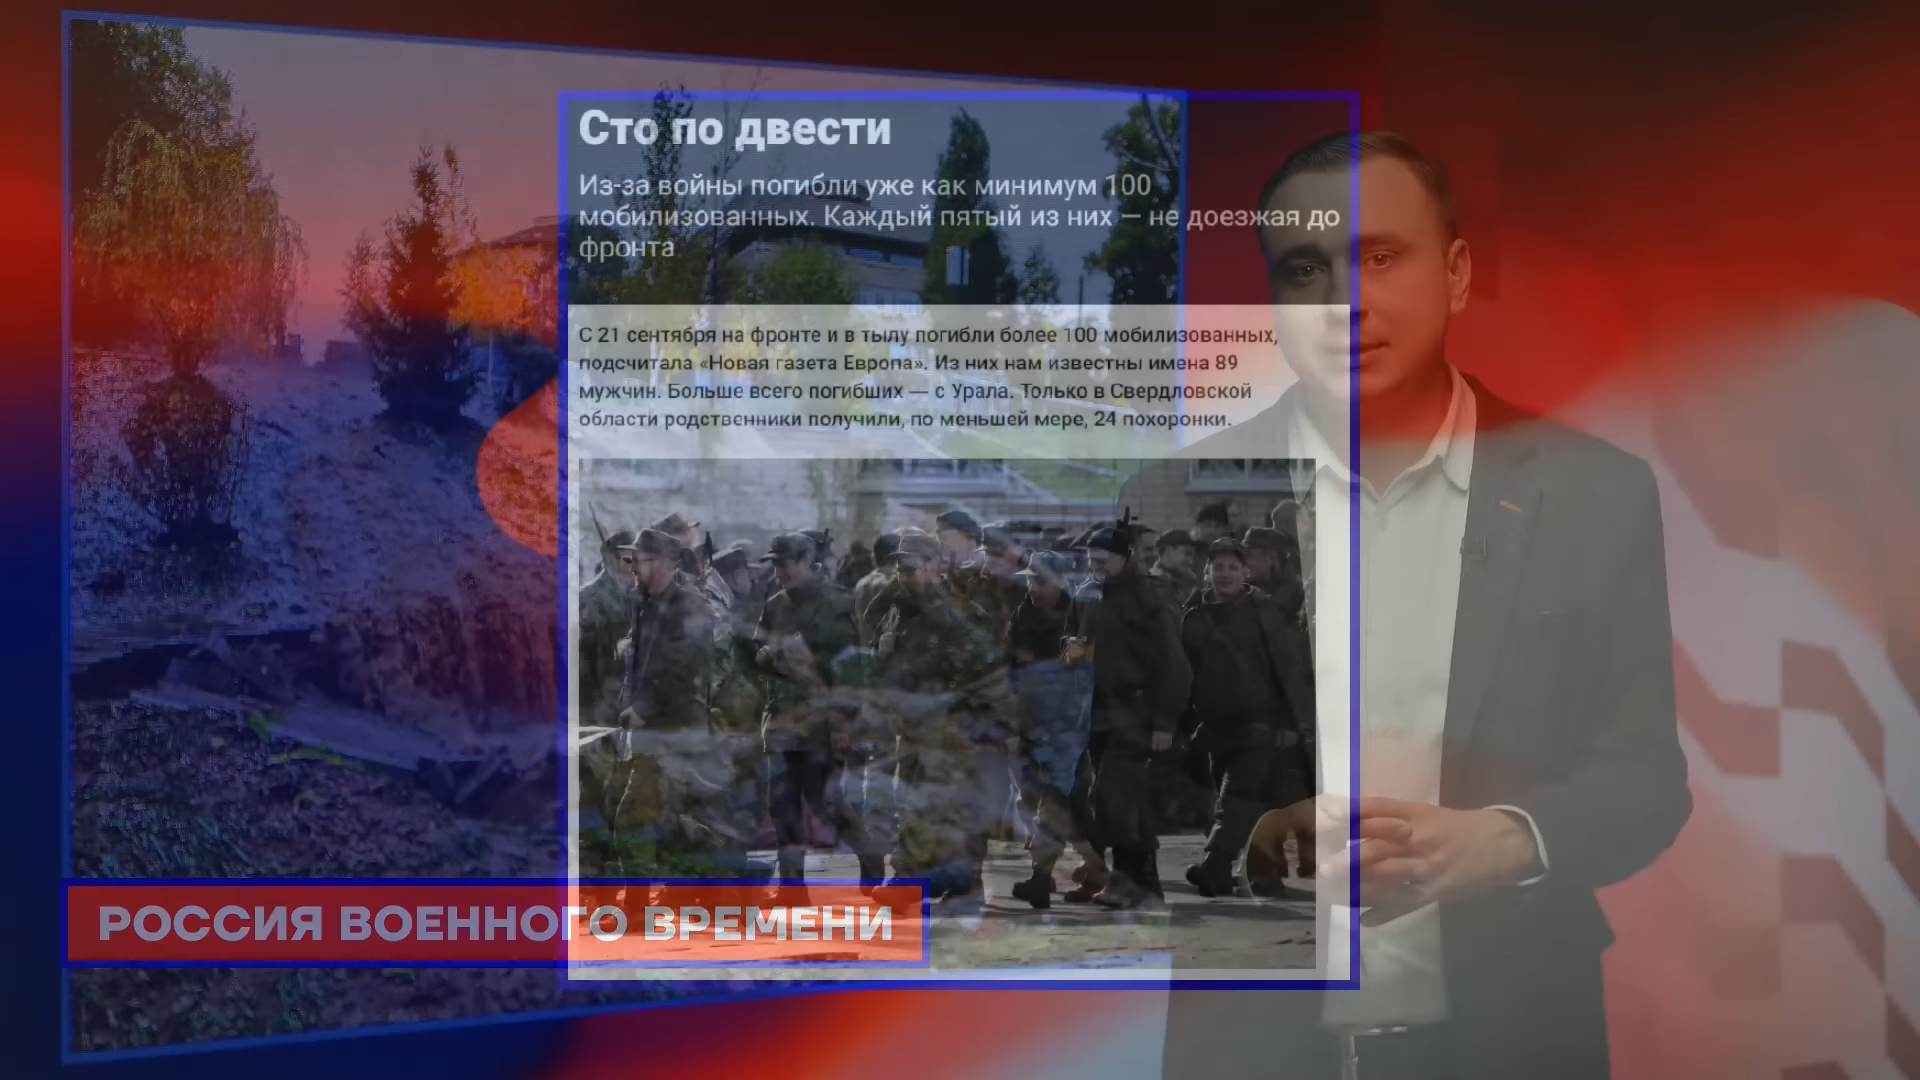 Сто по двести
Из-за войны погибли уже как минимум 100
мобилизованных. Каждый пятый из них — не доезжая до
фронта
С 21 сентября на фронте и в тылу погибли более 100 мобилизованных,
подсчитала «Новая газета Европа». Из них нам известны имена 89
мужчин. Больше всего погибших — с Урала. Только в Свердловской
области родственники получили, по меньшей мере, 24 похоронки.
РОССИЯ ВОЕННОГО ВРЕМЕНИ